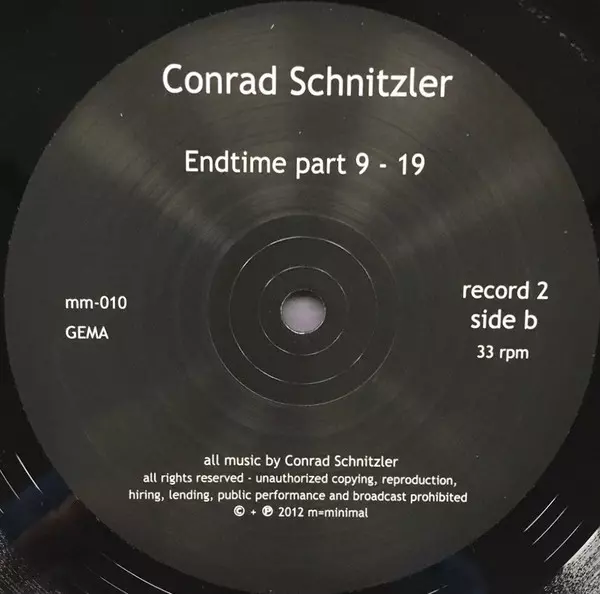 Conrad Schnitzler
Endtime part 9 - 19
mm-010
GEMA
record 2
side b
33 rpm
all music by Conrad Schnitzler
all rights reserved - unauthorized copying, reproduction,
hiring, lending, public performance and broadcast prohibited
© + ℗ 2012 m=minimal